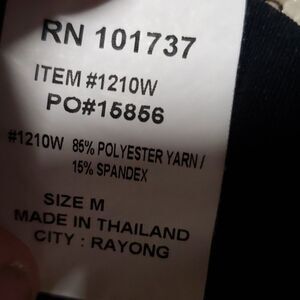 RN 101737
ITEM #1210W
PO#15856
#1210W 85% POLYESTER YARN /
15% SPANDEX
SIZE M
MADE IN THAILAND
CITY : RAYONG